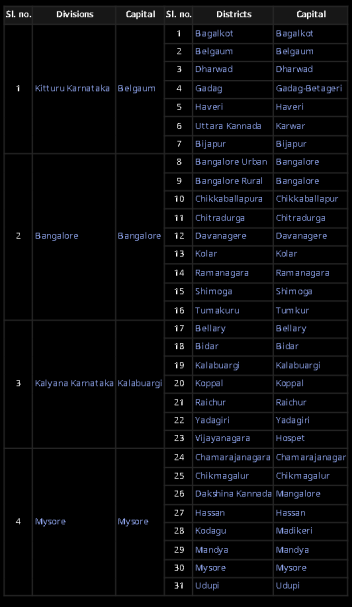 Sl. no. Divisions Capital Sl. no. Districts Capital
1 Kitturu Karnataka Belgaum 1 Bagalkot Bagalkot
2 Belgaum Belgaum
3 Dharwad Dharwad
4 Gadag Gadag-Betageri
5 Haveri Haveri
6 Uttara Kannada Karwar
7 Bijapur Bijapur
2 Bangalore Bangalore 8 Bangalore Urban Bangalore
9 Bangalore Rural Bangalore
10 Chikkaballapura Chikkaballapur
11 Chitradurga Chitradurga
12 Davanagere Davanagere
13 Kolar Kolar
14 Ramanagara Ramanagara
15 Shimoga Shimoga
16 Tumakuru Tumkur
3 Kalyana Karnataka Kalabuargi 17 Bellary Bellary
18 Bidar Bidar
19 Kalabuargi Kalabuargi
20 Koppal Koppal
21 Raichur Raichur
22 Yadagiri Yadagiri
23 Vijayanagara Hospet
4 Mysore Mysore 24 Chamarajanagara Chamarajanagar
25 Chikmagalur Chikmagalur
26 Dakshina Kannada Mangalore
27 Hassan Hassan
28 Kodagu Madikeri
29 Mandya Mandya
30 Mysore Mysore
31 Udupi Udupi